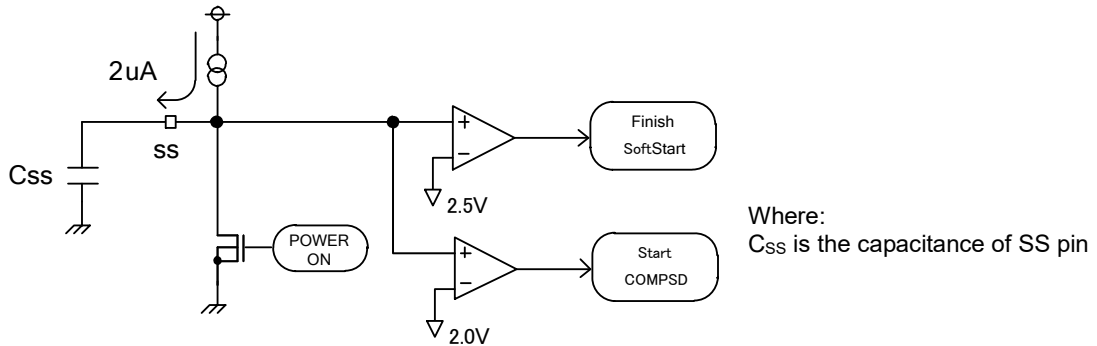 2uA
SS
Css
Finish
SoftStart
2.5V
POWER
ON
Start
COMPSD
2.0V
Where:
CSS is the capacitance of SS pin